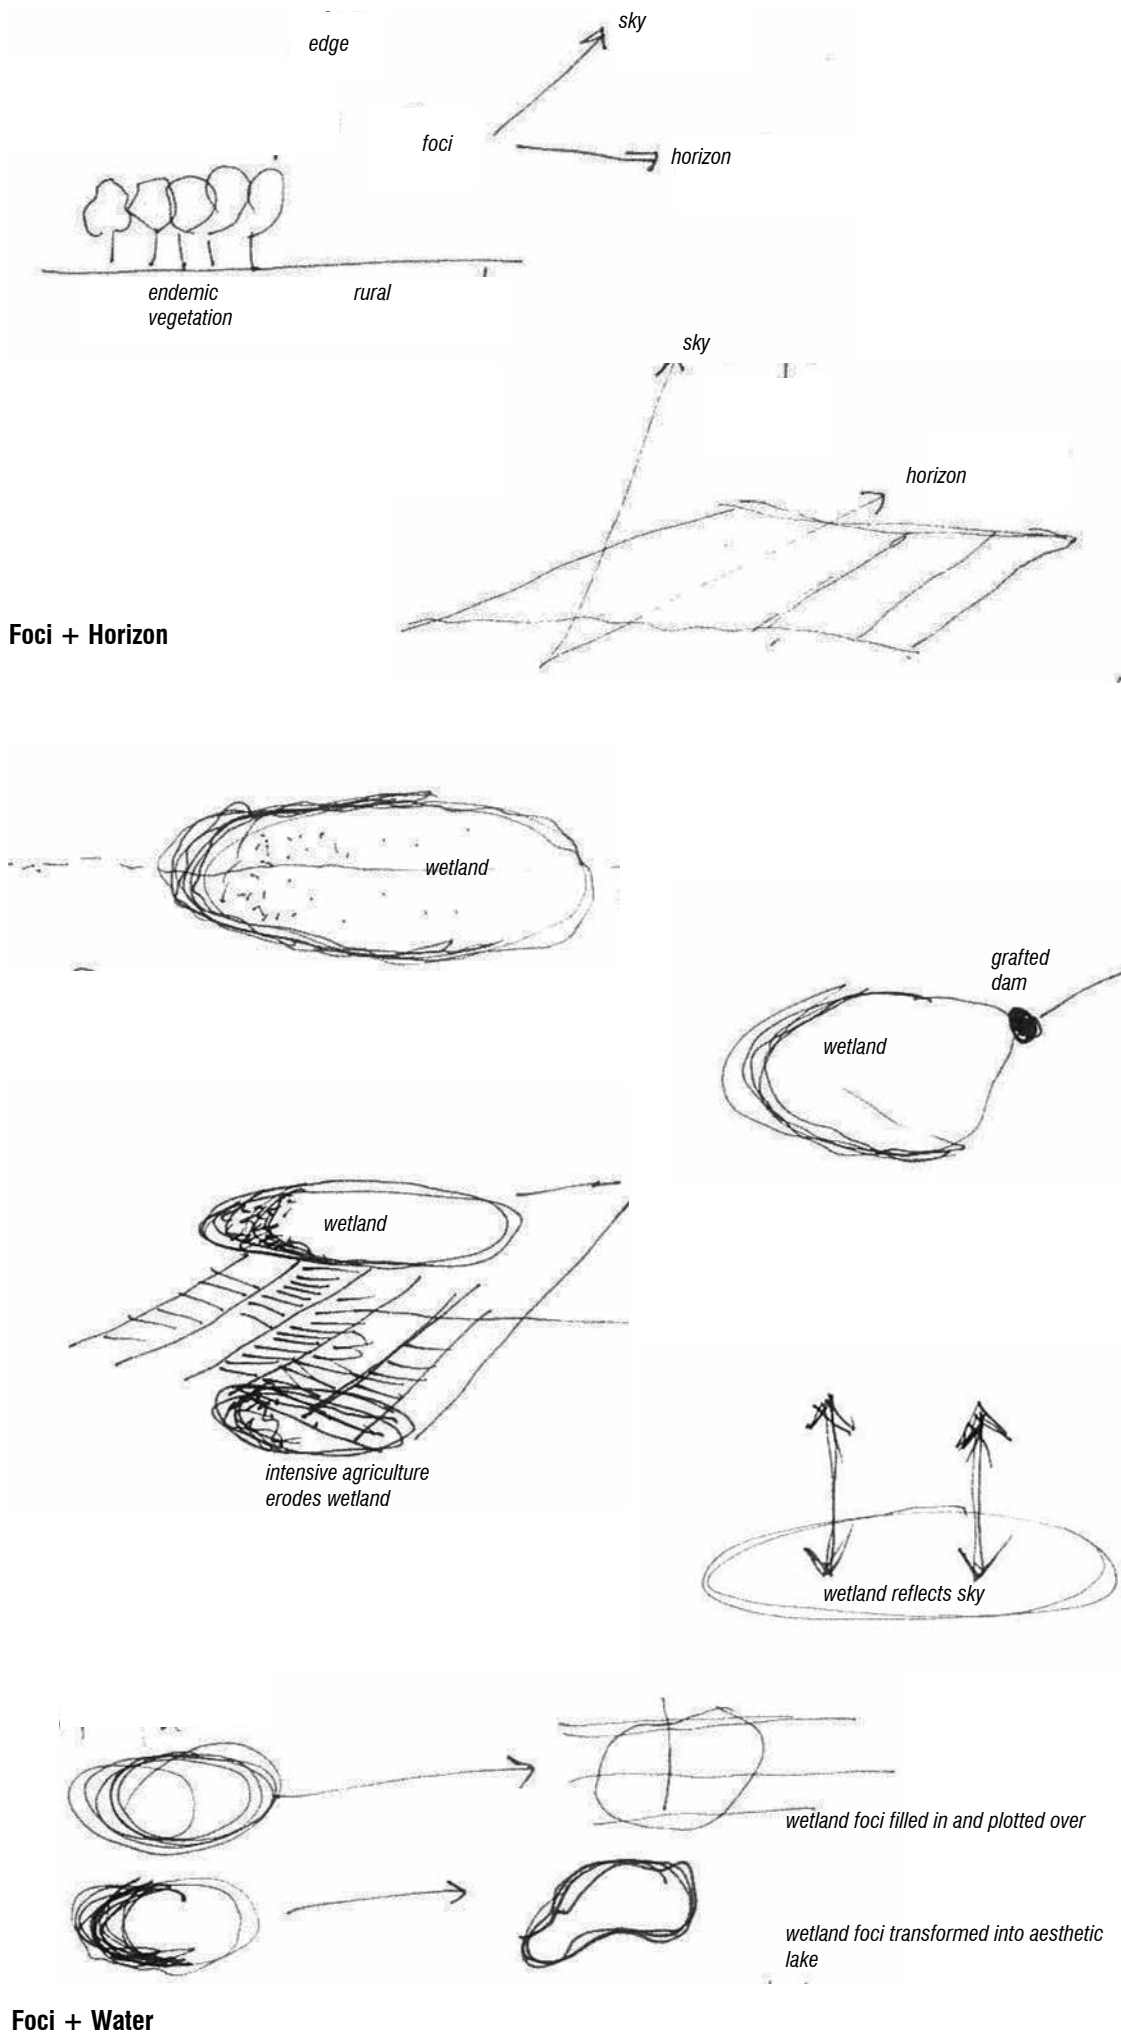 sky
edge
foci
horizon
endemic
vegetation
rural
sky
horizon
Foci + Horizon
wetland
grafted
dam
wetland
wetland
intensive agriculture
erodes wetland
wetland reflects sky
wetland foci filled in and plotted over
wetland foci transformed into aesthetic
lake
Foci + Water